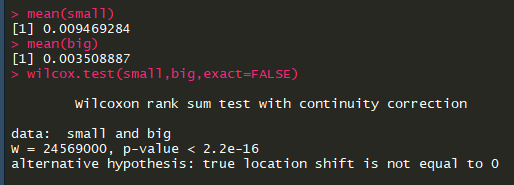 > mean(small)
[1] 0.009469284
> mean(big)
[1] 0.003508887
> wilcox.test(small,big,exact=FALSE)
Wilcoxon rank sum test with continuity correction
data:  small and big
W = 24569000, p-value < 2.2e-16
alternative hypothesis: true location shift is not equal to 0